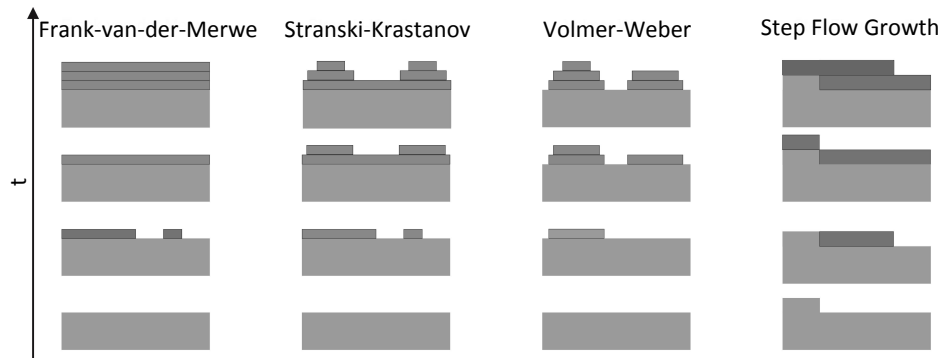 Frank-van-der-Merwe
Stranski-Krastanov
Volmer-Weber
Step Flow Growth
t